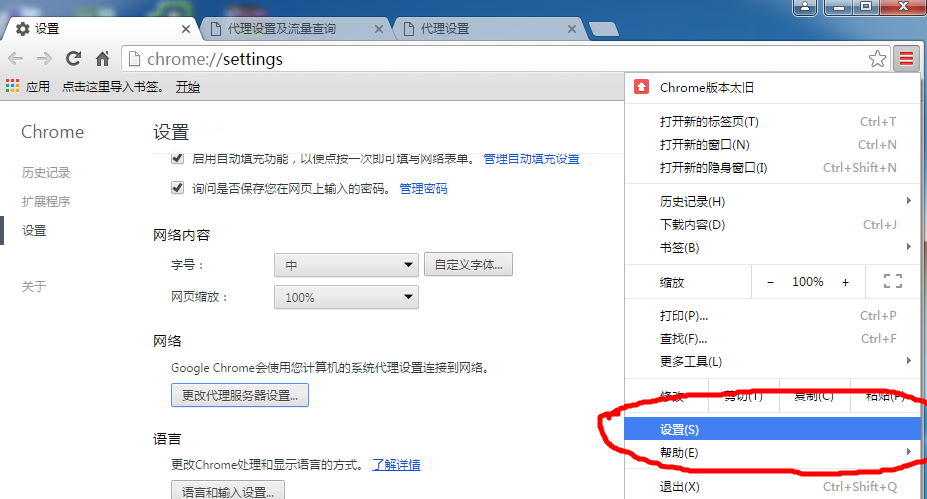 设置
代理设置及流量查询
代理设置
chrome://settings
应用 点击这里导入书签。 开始
Chrome
历史记录
扩展程序
设置
关于
设置
启用自动填充功能，以便点按一次即可填写网络表单。 管理自动填充设置
询问是否保存您在网页上输入的密码。 管理密码
网络内容
字号： 中 自定义字体...
网页缩放： 100%
网络
Google Chrome会使用您计算机的系统代理设置连接到网络。
更改代理服务器设置...
语言
更改Chrome处理和显示语言的方式。 了解详情
语言和输入设置...
Chrome版本太旧
打开新的标签页(T) Ctrl+T
打开新的窗口(N) Ctrl+N
打开新的隐身窗口(I) Ctrl+Shift+N
历史记录(H)
下载内容(D) Ctrl+J
书签(B)
缩放 - 100% +
打印(P)... Ctrl+P
查找(F)... Ctrl+F
更多工具(L)
修改 剪切(T) 复制(C) 粘贴(P)
设置(S)
帮助(E)
退出(X) Ctrl+Shift+Q